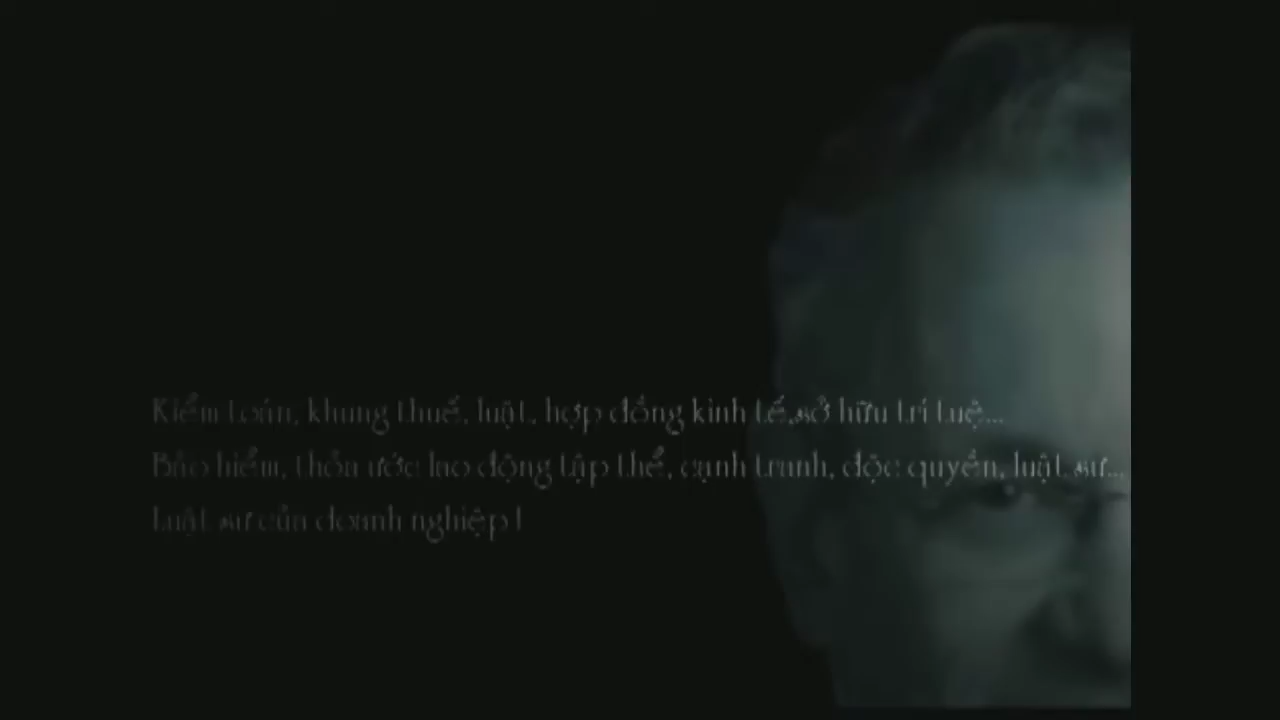 Kiểm toán, khung thuế, luật, hợp đồng kinh tế,sở hữu trí tuệ...
Bảo hiểm, thỏa ước lao động tập thể, cạnh tranh, độc quyền, luật sư...
luật sư của doanh nghiệp !